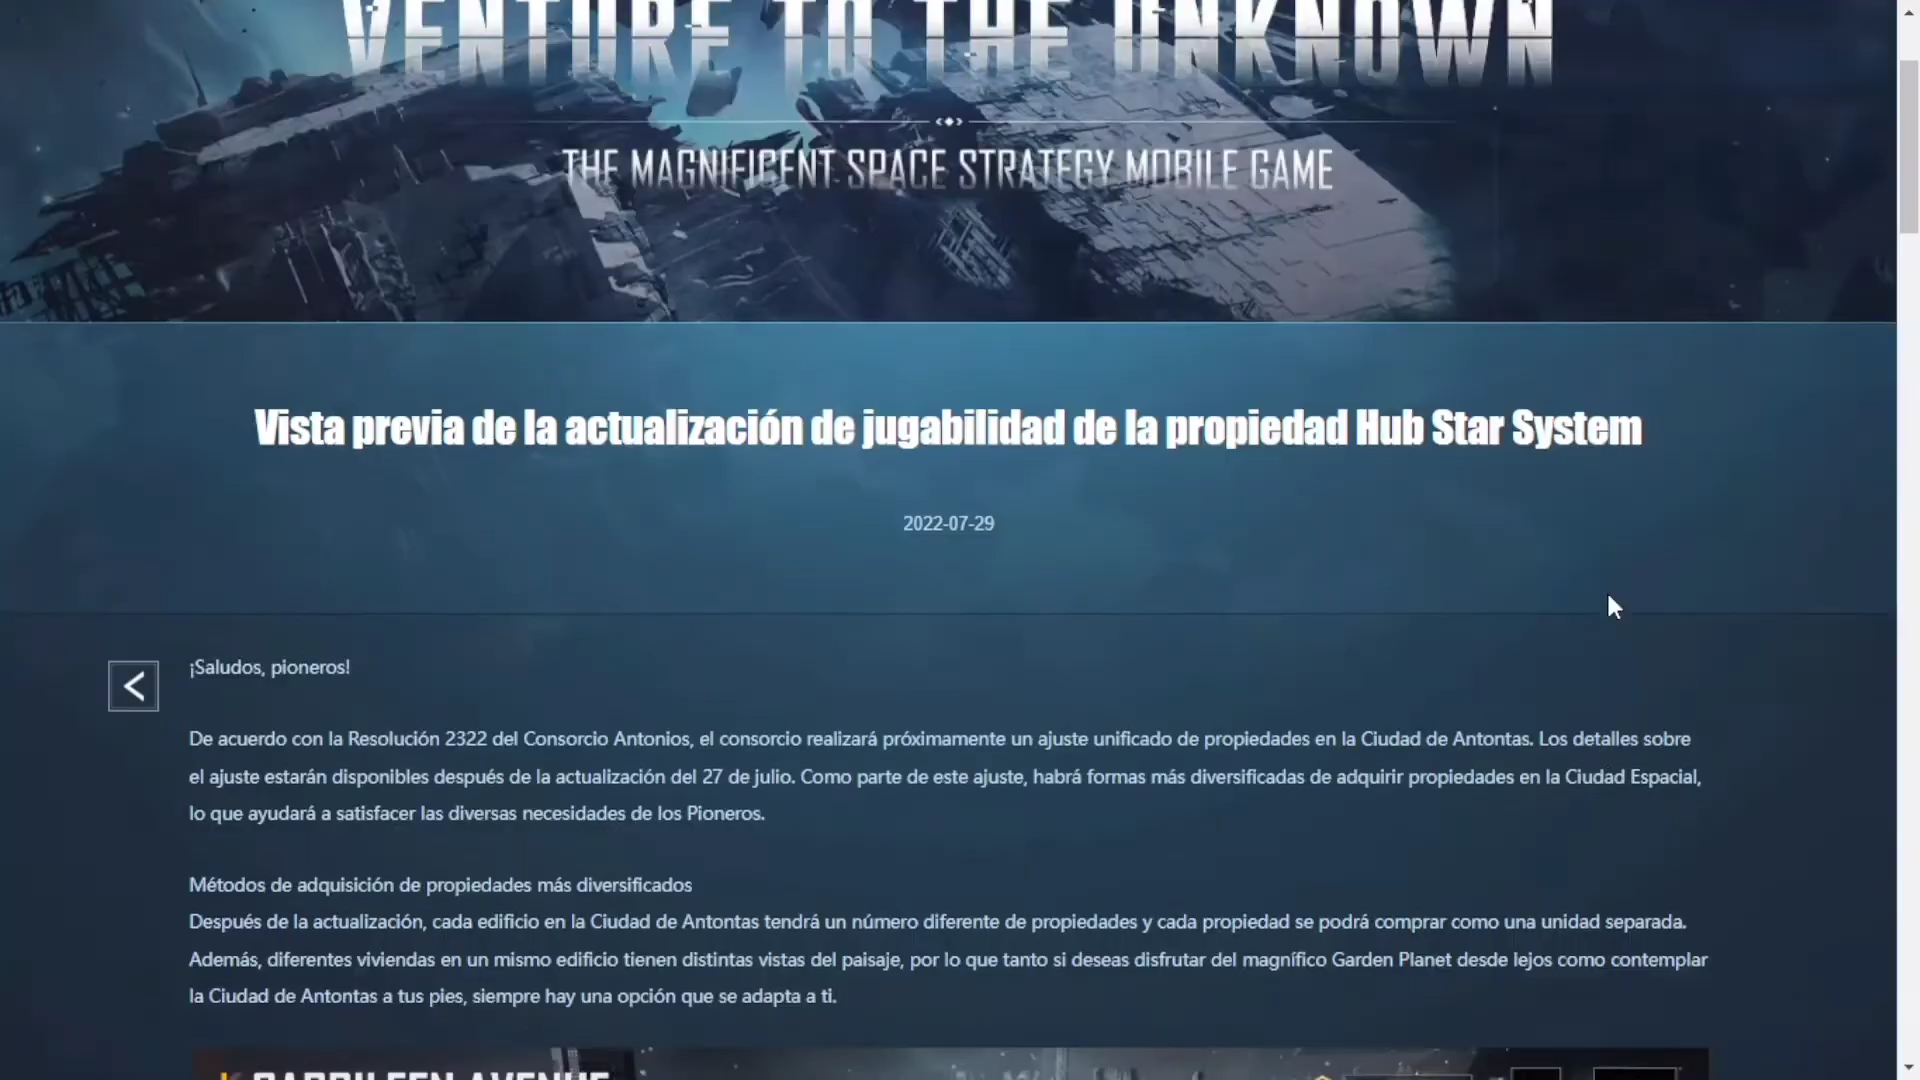 VENTURE TO THE UNKNOWN
THE MAGNIFICENT SPACE STRATEGY MOBILE GAME
Vista previa de la actualización de jugabilidad de la propiedad Hub Star System
2022-07-29
¡Saludos, pioneros!
De acuerdo con la Resolución 2322 del Consorcio Antonios, el consorcio realizará próximamente un ajuste unificado de propiedades en la Ciudad de Antontas. Los detalles sobre
el ajuste estarán disponibles después de la actualización del 27 de julio. Como parte de este ajuste, habrá formas más diversificadas de adquirir propiedades en la Ciudad Espacial,
lo que ayudará a satisfacer las diversas necesidades de los Pioneros.
Métodos de adquisición de propiedades más diversificados
Después de la actualización, cada edificio en la Ciudad de Antontas tendrá un número diferente de propiedades y cada propiedad se podrá comprar como una unidad separada.
Además, diferentes viviendas en un mismo edificio tienen distintas vistas del paisaje, por lo que tanto si deseas disfrutar del magnífico Garden Planet desde lejos como contemplar
la Ciudad de Antontas a tus pies, siempre hay una opción que se adapta a ti.
AVENUE